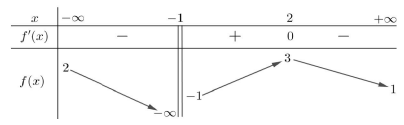 x −∞ −1 2 +∞
f′(x) − + 0 −
3
2
f(x) 1
−1
−∞